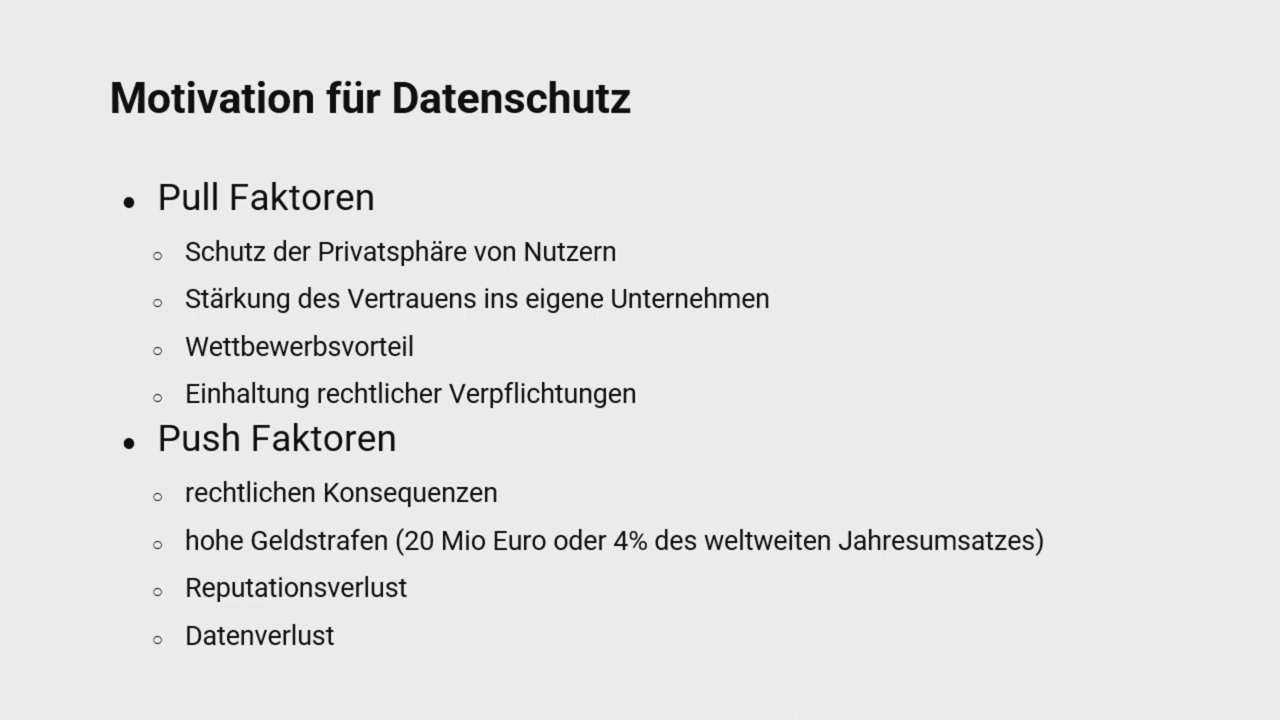 Motivation für Datenschutz
● Pull Faktoren
○ Schutz der Privatsphäre von Nutzern
○ Stärkung des Vertrauens ins eigene Unternehmen
○ Wettbewerbsvorteil
○ Einhaltung rechtlicher Verpflichtungen
● Push Faktoren
○ rechtlichen Konsequenzen
○ hohe Geldstrafen (20 Mio Euro oder 4% des weltweiten Jahresumsatzes)
○ Reputationsverlust
○ Datenverlust